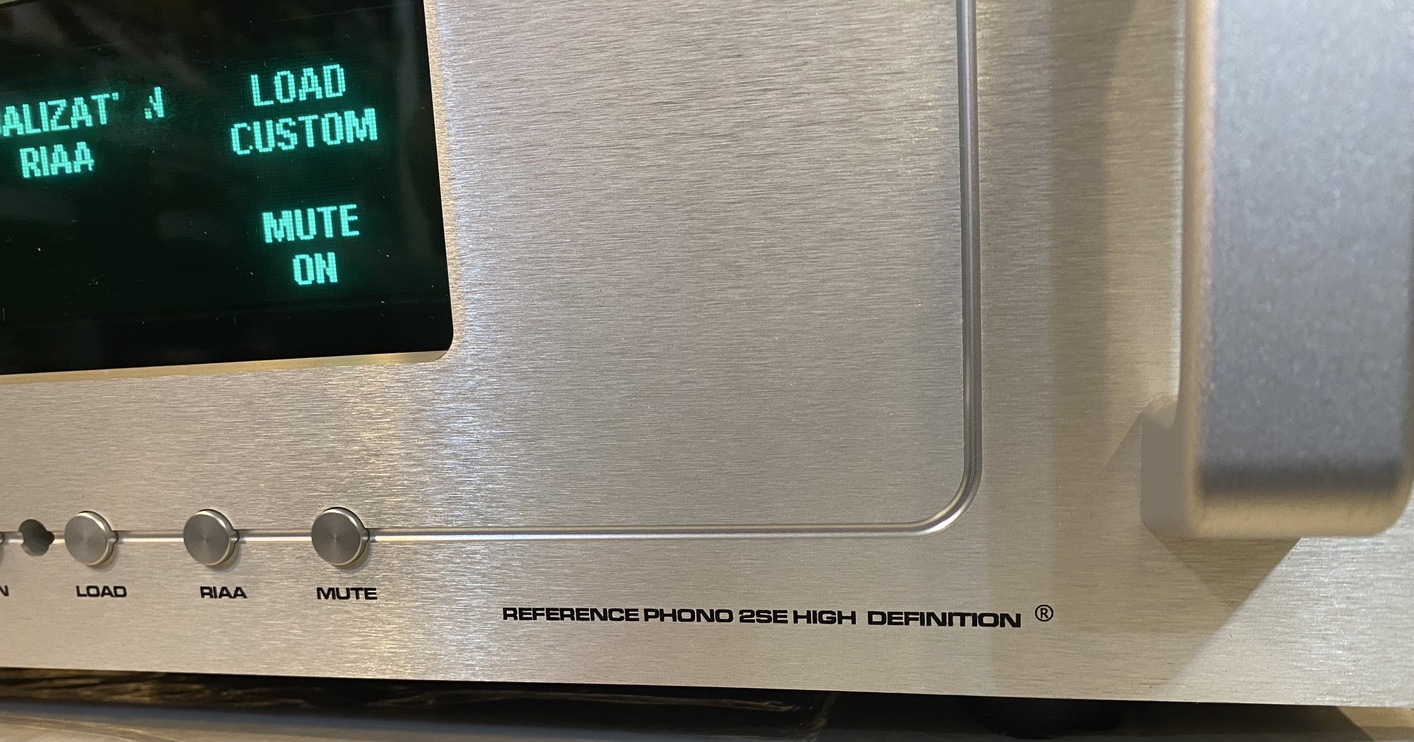 RIAA
LOAD
CUSTOM
MUTE
ON
LOAD
RIAA
MUTE
REFERENCE PHONO 2SE HIGH DEFINITION ®